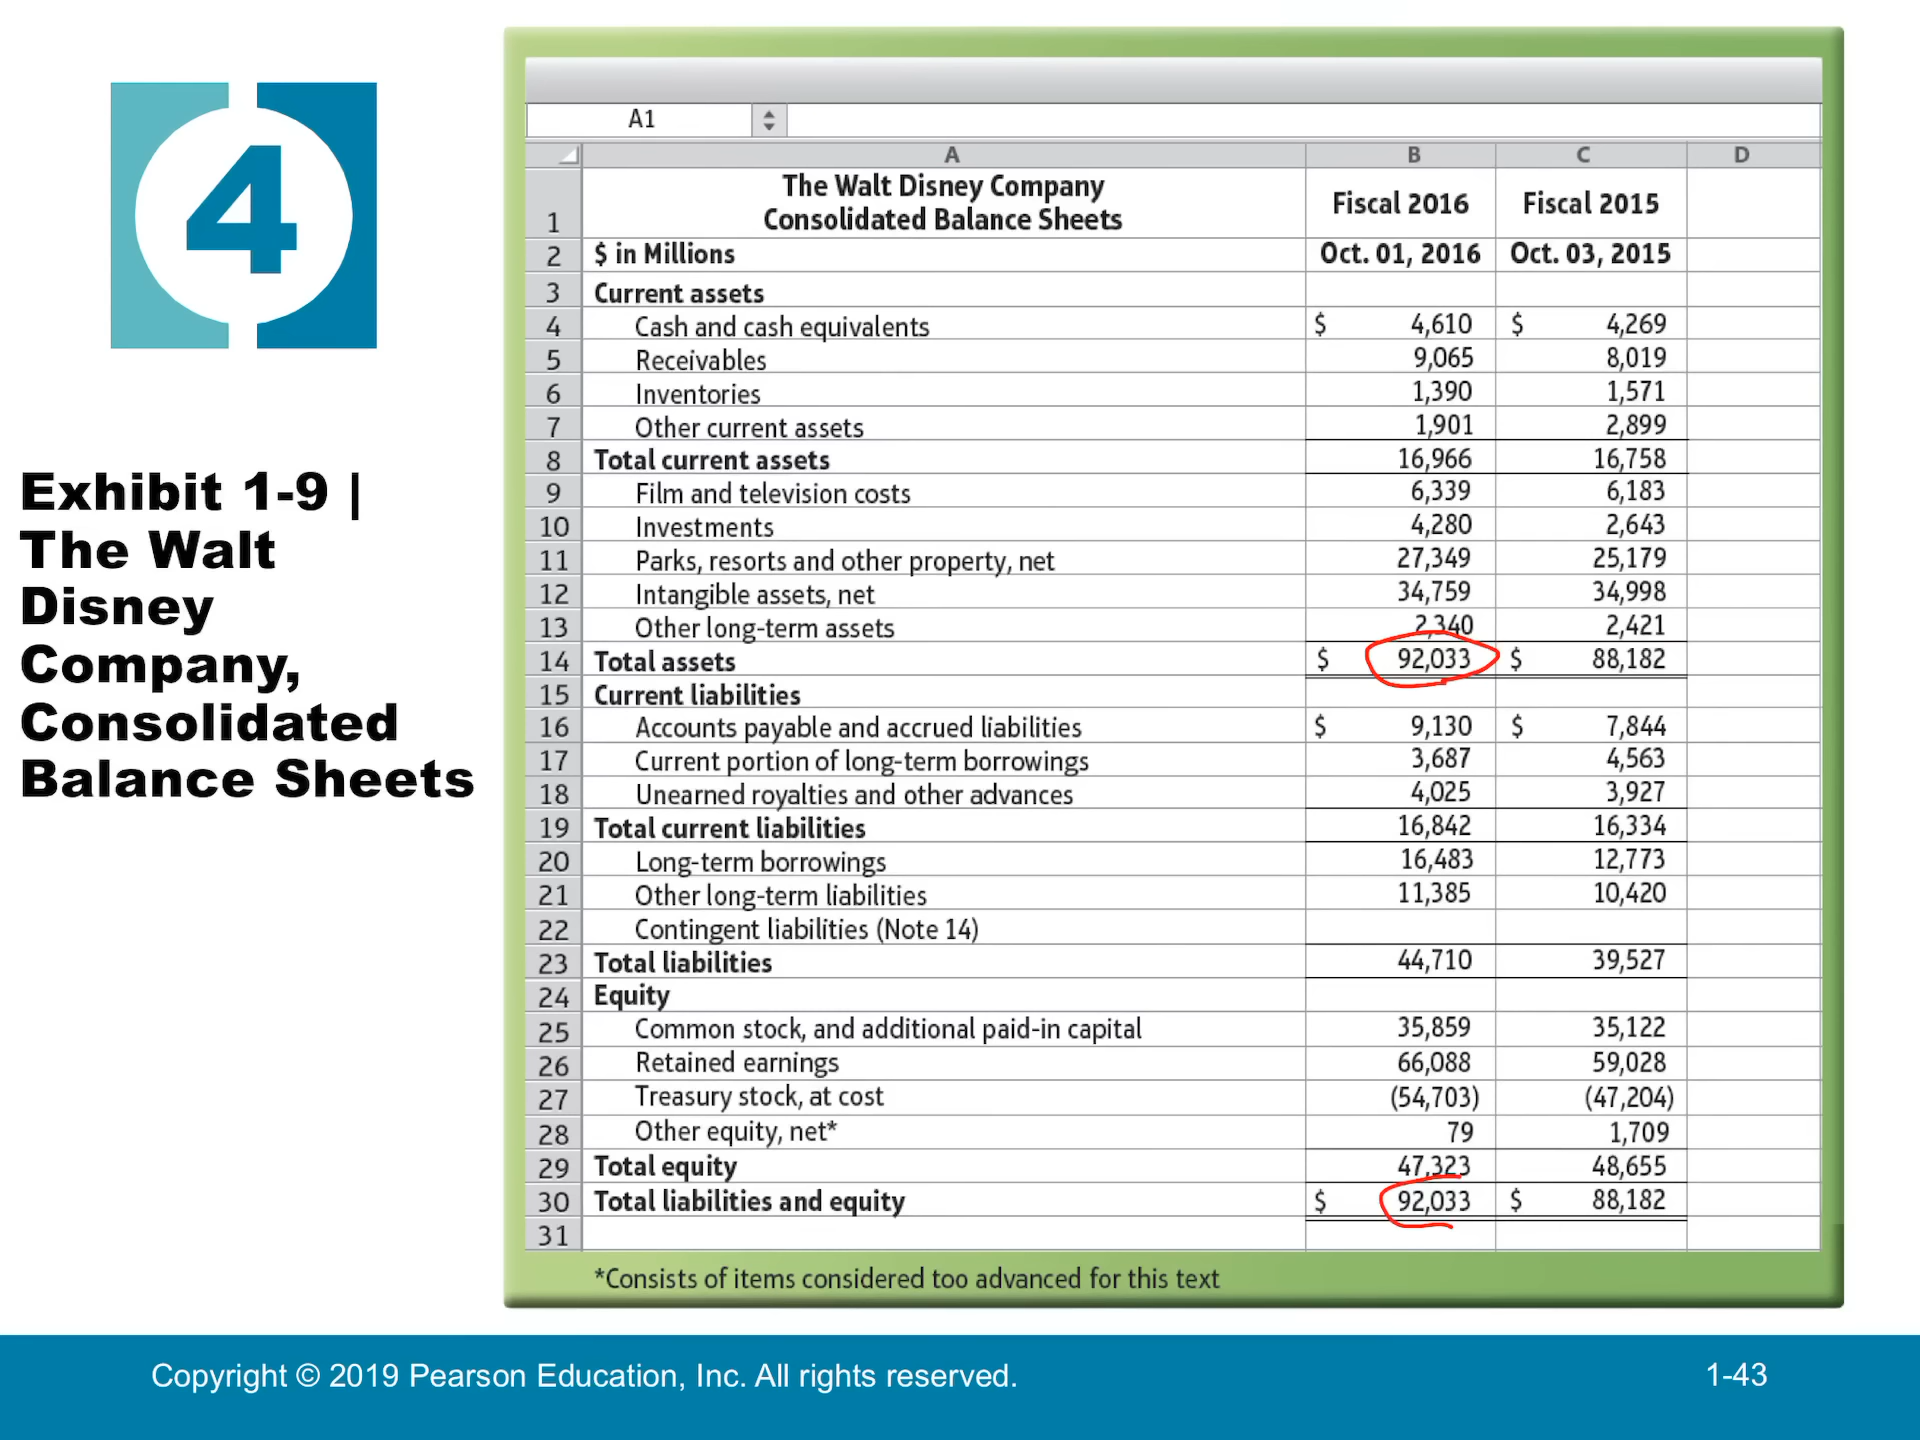 4
Exhibit 1-9 |
The Walt
Disney
Company,
Consolidated
Balance Sheets
A1
A B C D
1 The Walt Disney Company
Consolidated Balance Sheets Fiscal 2016 Fiscal 2015
2 $ in Millions Oct. 01, 2016 Oct. 03, 2015
3 Current assets
4 Cash and cash equivalents $ 4,610 $ 4,269
5 Receivables 9,065 8,019
6 Inventories 1,390 1,571
7 Other current assets 1,901 2,899
8 Total current assets 16,966 16,758
9 Film and television costs 6,339 6,183
10 Investments 4,280 2,643
11 Parks, resorts and other property, net 27,349 25,179
12 Intangible assets, net 34,759 34,998
13 Other long-term assets 2,340 2,421
14 Total assets $ 92,033 $ 88,182
15 Current liabilities
16 Accounts payable and accrued liabilities $ 9,130 $ 7,844
17 Current portion of long-term borrowings 3,687 4,563
18 Unearned royalties and other advances 4,025 3,927
19 Total current liabilities 16,842 16,334
20 Long-term borrowings 16,483 12,773
21 Other long-term liabilities 11,385 10,420
22 Contingent liabilities (Note 14)
23 Total liabilities 44,710 39,527
24 Equity
25 Common stock, and additional paid-in capital 35,859 35,122
26 Retained earnings 66,088 59,028
27 Treasury stock, at cost (54,703) (47,204)
28 Other equity, net* 79 1,709
29 Total equity 47,323 48,655
30 Total liabilities and equity $ 92,033 $ 88,182
31
*Consists of items considered too advanced for this text
Copyright © 2019 Pearson Education, Inc. All rights reserved. 1-43